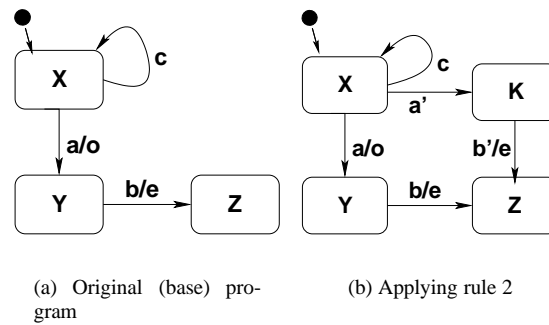 X
c
a/o
Y
b/e
Z
X
c
a'
K
a/o
b'/e
Y
b/e
Z
(a) Original (base) pro-
gram
(b) Applying rule 2